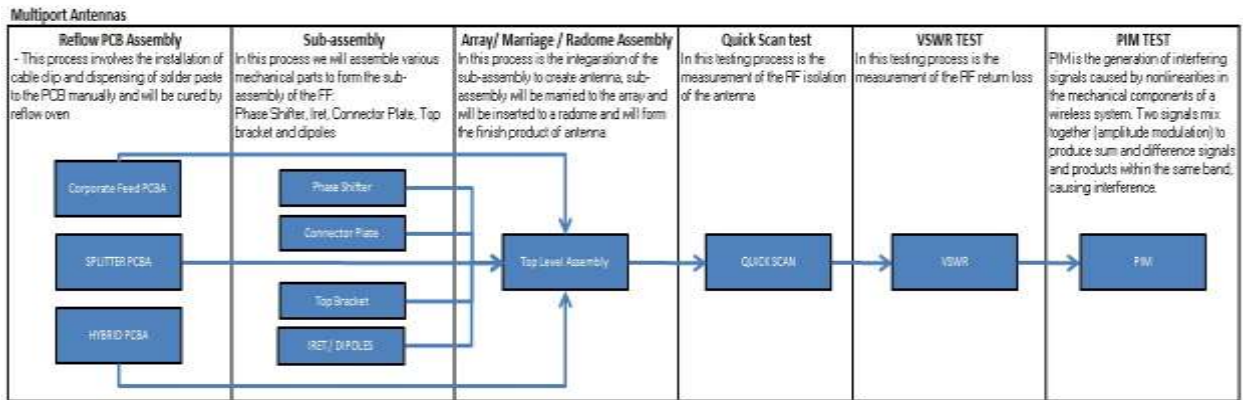 Multiport Antennas
Reflow PCB Assembly
- This process involves the installation of
cable clip and dispensing of solder paste
to the PCB manually and will be cured by
reflow oven
Corporate Feed PCBA
SPLITTER PCBA
HYBRID PCBA
Sub-assembly
In this process we will assemble various
mechanical parts to form the sub-
assembly of the FF:
Phase Shifter, Iret, Connector Plate, Top
bracket and dipoles
Phase Shifter
Connector Plate
Top Bracket
IRET / DIPOLES
Array/ Marriage / Radome Assembly
In this process is the integaration of the
sub-assembly to create antenna, sub-
assembly will be married to the array and
will be inserted to a radome and will form
the finish product of antenna
Top Level Assembly
Quick Scan test
In this testing process is the
measurement of the RF isolation
of the antenna
QUICK SCAN
VSWR TEST
In this testing process is the
measurement of the RF return loss
VSWR
PIM TEST
PIM is the generation of interfering
signals caused by nonlinearities in
the mechanical components of a
wireless system. Two signals mix
together (amplitude modulation) to
produce sum and difference signals
and products within the same band,
causing interference.
PIM